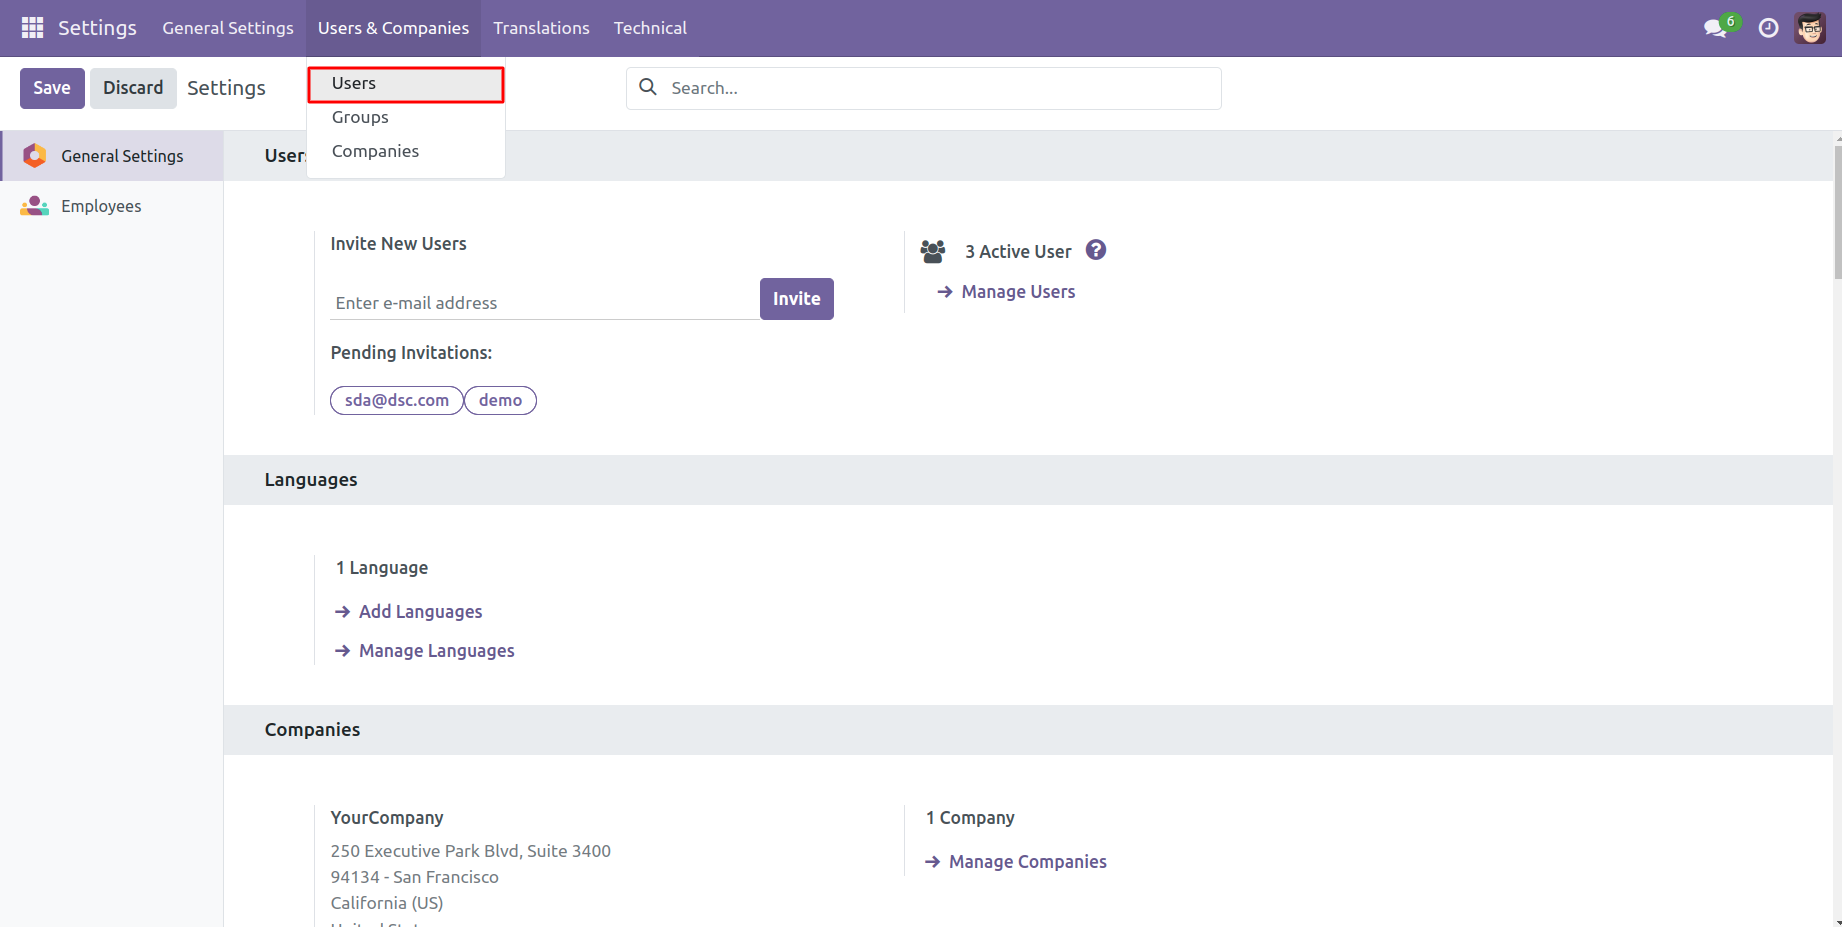 Settings General Settings Users & Companies Translations Technical 6
Save Discard Settings Users Search...
Groups
Companies
General Settings
Employees
Users
Invite New Users
Enter e-mail address Invite
Pending Invitations:
sda@dsc.com demo
3 Active User ?
Manage Users
Languages
1 Language
Add Languages
Manage Languages
Companies
YourCompany
250 Executive Park Blvd, Suite 3400
94134 - San Francisco
California (US)
1 Company
Manage Companies